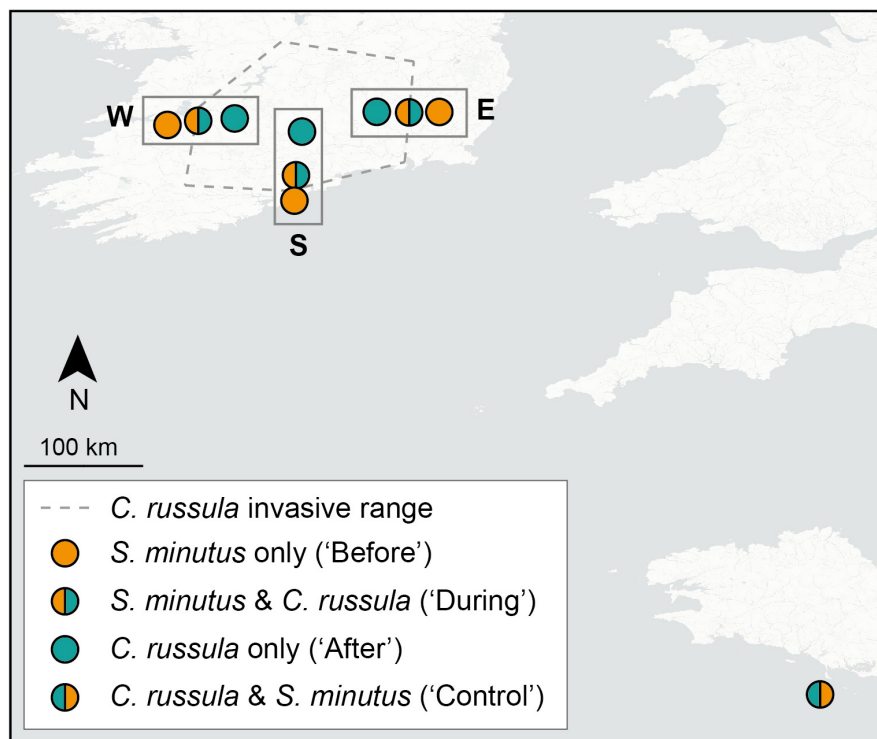 W
E
S
N
100 km
C. russula invasive range
S. minutus only (‘Before’)
S. minutus & C. russula (‘During’)
C. russula only (‘After’)
C. russula & S. minutus (‘Control’)